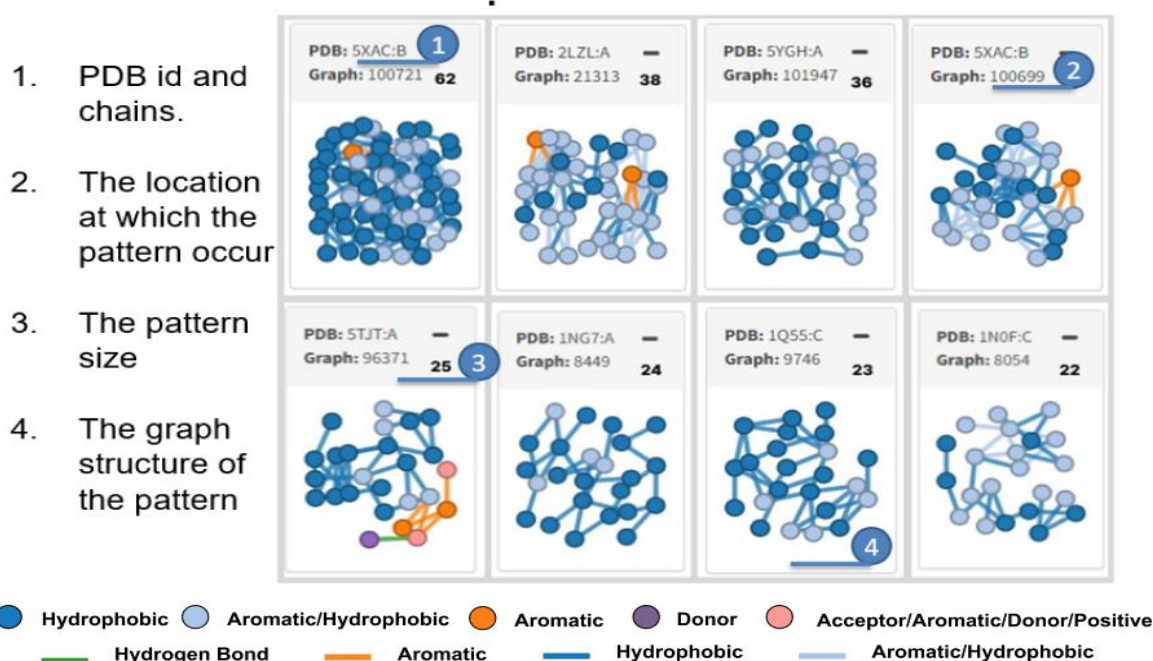 1. PDB id and
chains.
2. The location
at which the
pattern occur
3. The pattern
size
4. The graph
structure of
the pattern
PDB: 5XAC:B 1
Graph: 100721 62
PDB: 2LZL:A –
Graph: 21313 38
PDB: 5YGH:A –
Graph: 101947 36
PDB: 5XAC:B
Graph: 100699 2
PDB: 5TJT:A –
Graph: 96371 25 3
PDB: 1NG7:A –
Graph: 8449 24
PDB: 1Q55:C –
Graph: 9746 23
4
PDB: 1N0F:C –
Graph: 8054 22
Hydrophobic Aromatic/Hydrophobic Aromatic Donor Acceptor/Aromatic/Donor/Positive
Hydrogen Bond Aromatic Hydrophobic Aromatic/Hydrophobic